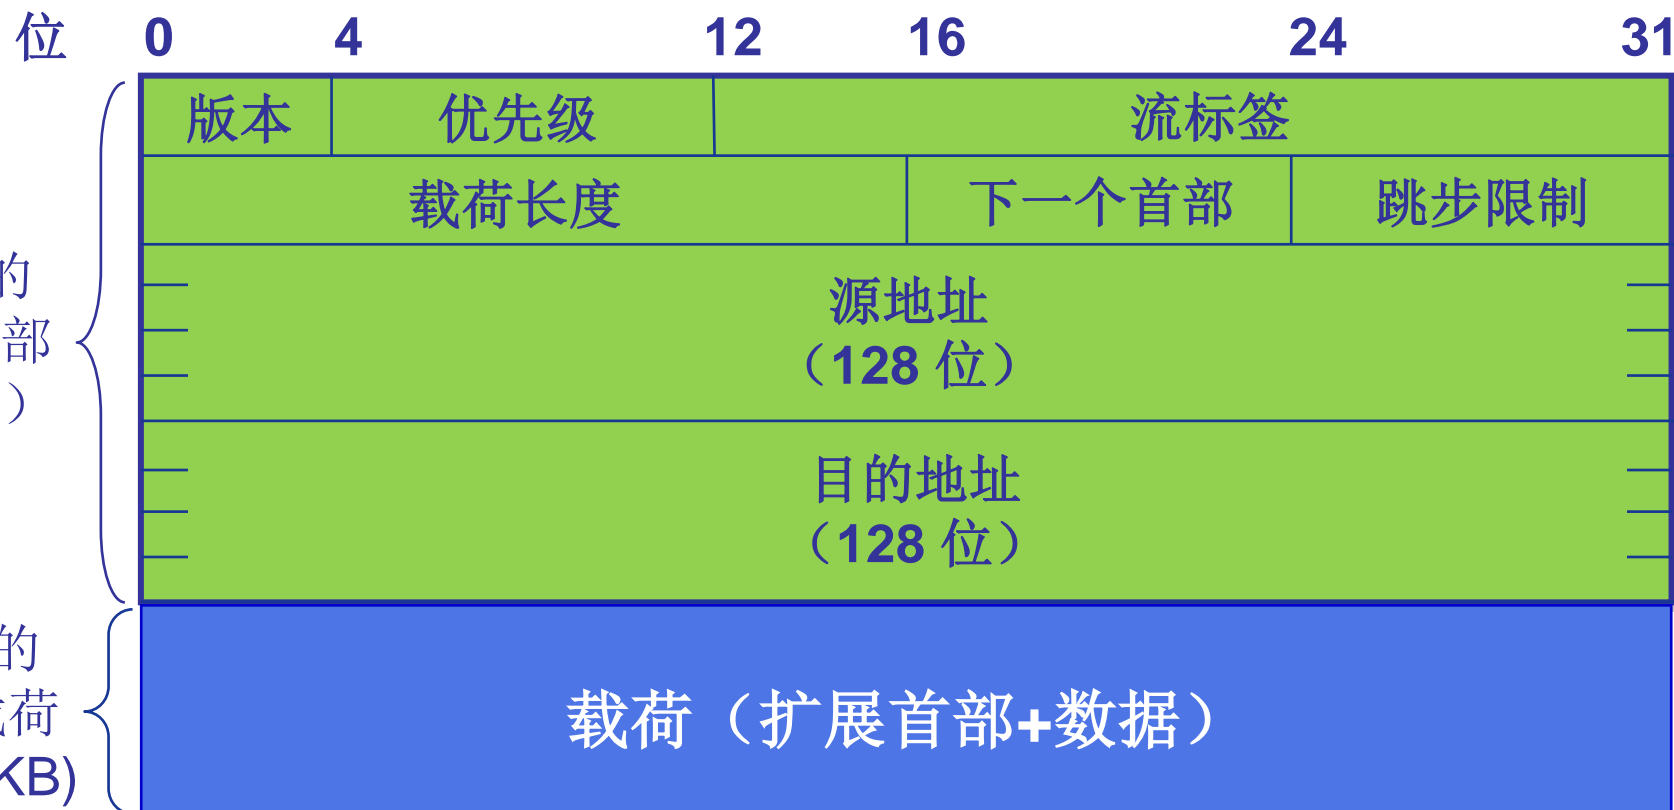 位 0 4 12 16 24 31
版本 优先级 流标签
载荷长度 下一个首部 跳步限制
的
部
）
源地址
（128 位）
目的地址
（128 位）
的
荷
KB)
载荷（扩展首部+数据）